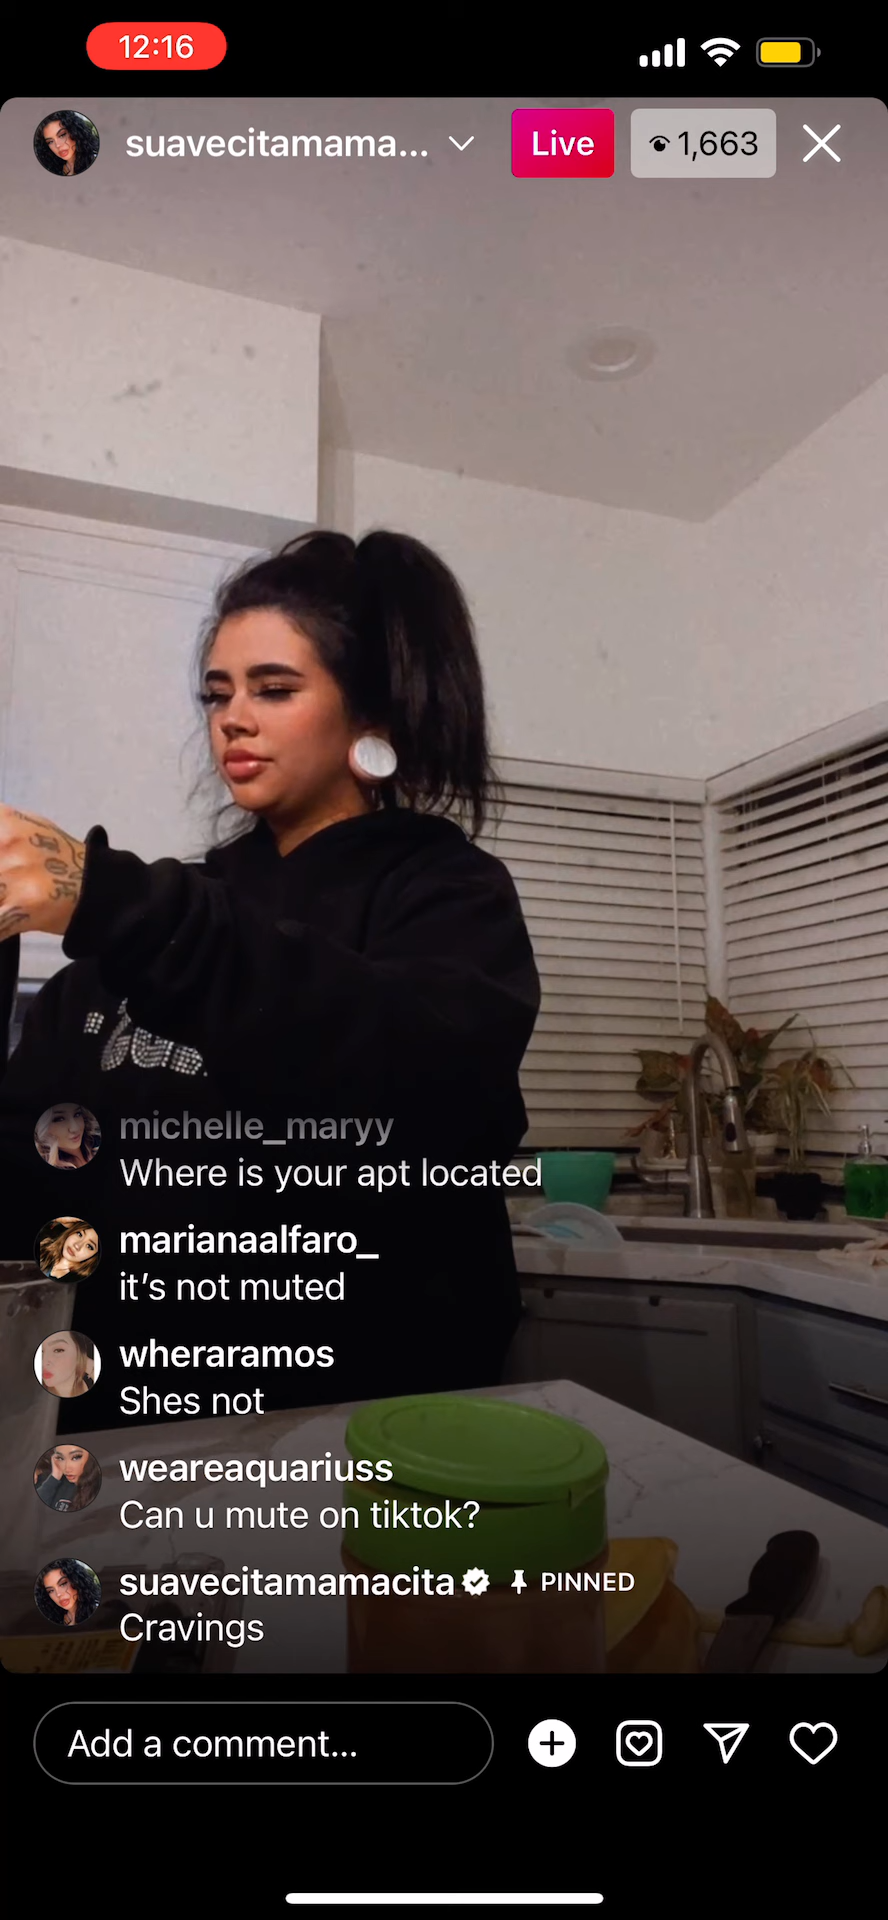 12:16
suavecitamama...
Live
1,663
michelle_maryy
Where is your apt located
marianaalfaro_
it's not muted
wheraramos
Shes not
weareaquariuss
Can u mute on tiktok?
suavecitamamacita PINNED
Cravings
Add a comment...